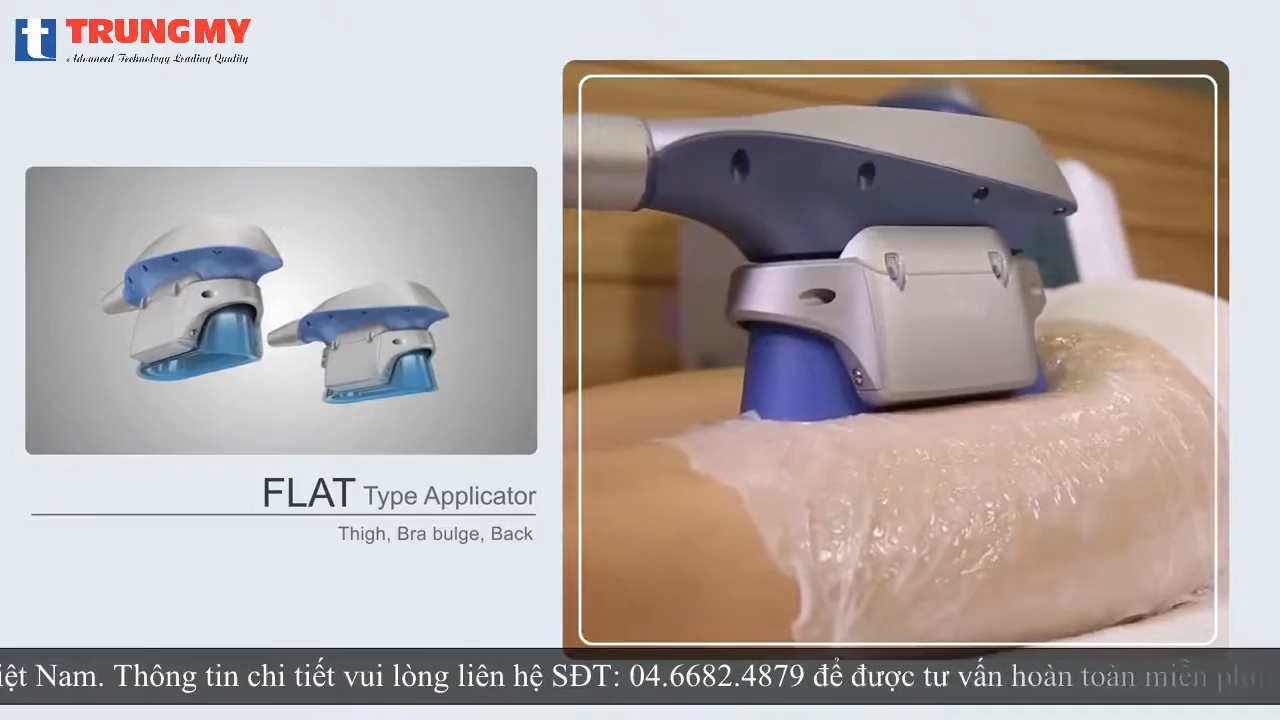 TRUNGMY
Advanced Technology Leading Quality
FLAT Type Applicator
Thigh, Bra bulge, Back
iệt Nam. Thông tin chi tiết vui lòng liên hệ SĐT: 04.6682.4879 để được tư vấn hoàn toàn miễn